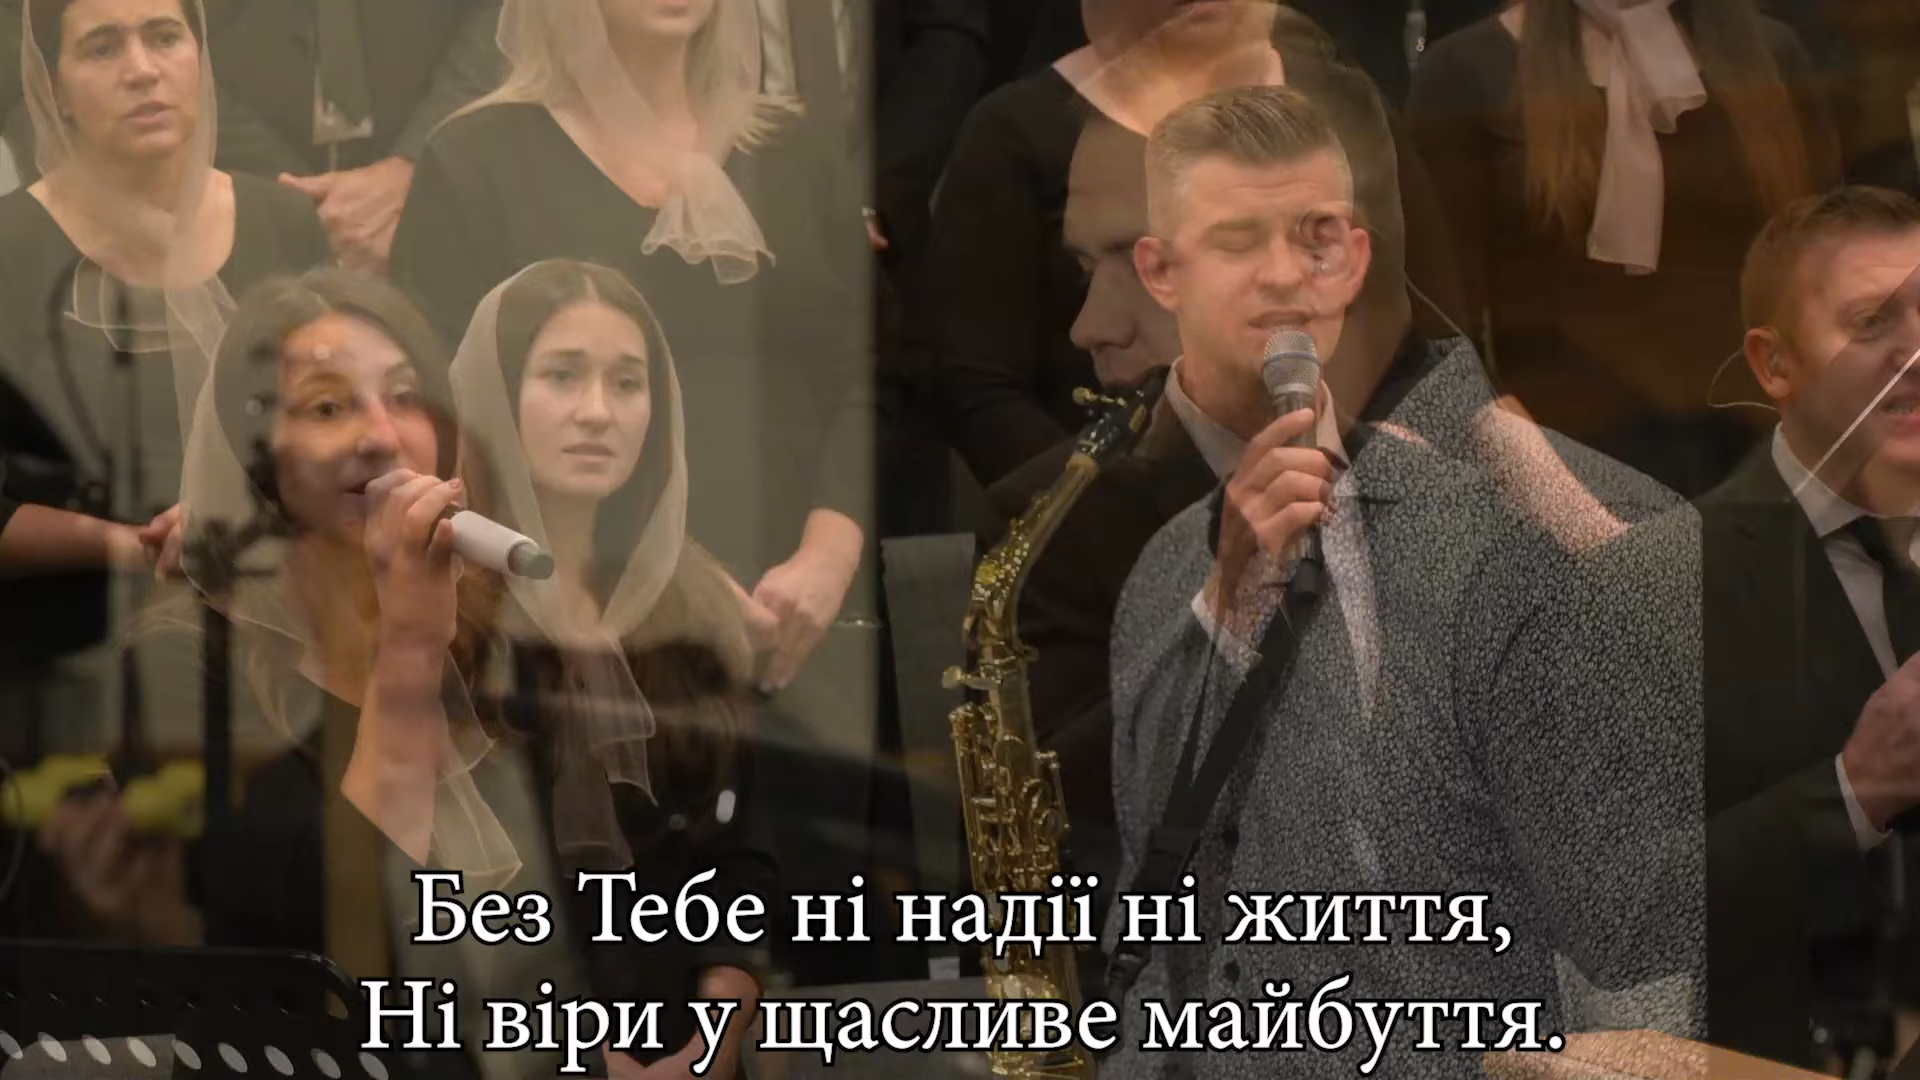 Без Тебе ні надії ні життя,
Ні віри у щасливе майбуття.